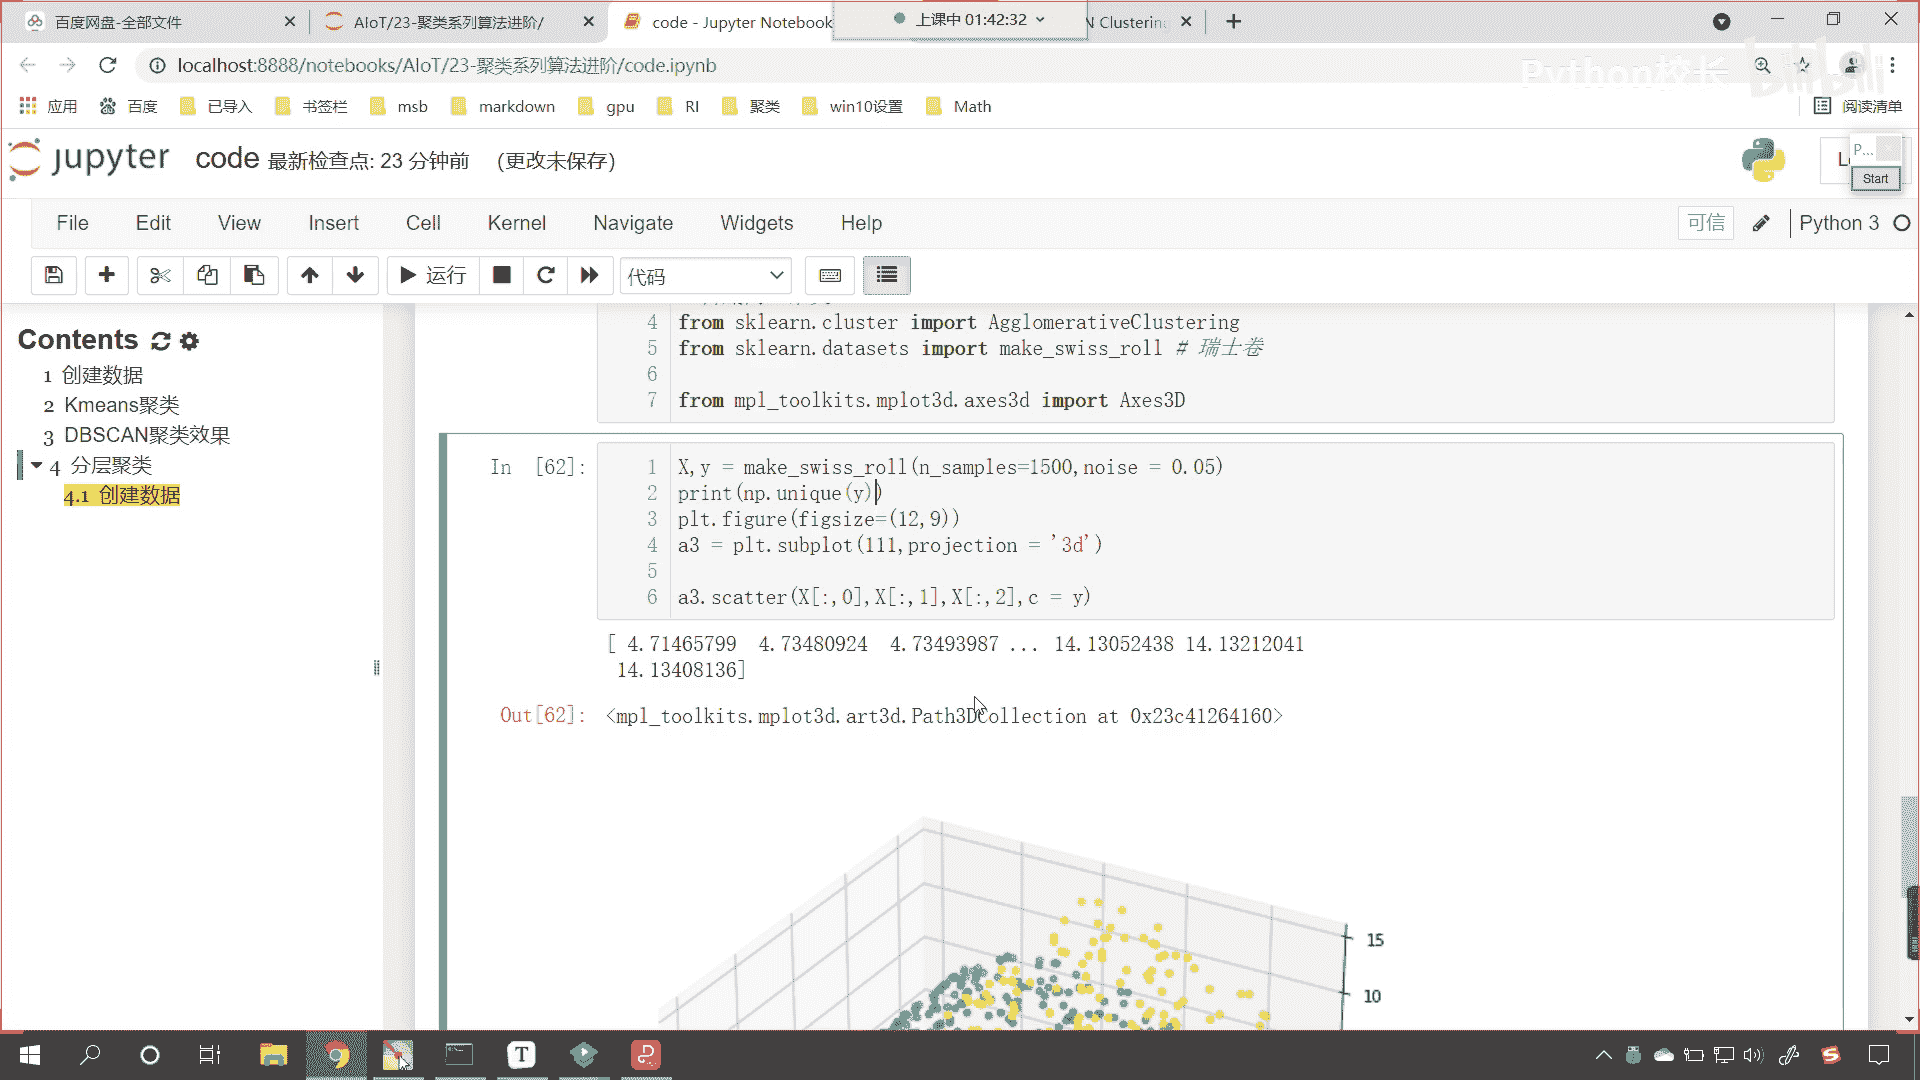 百度网盘-全部文件
AIoT/23-聚类系列算法进阶/
code - Jupyter Notebook
上课中 01:42:32
N Clustering
localhost:8888/notebooks/AIoT/23-聚类系列算法进阶/code.ipynb
Python校长
bilibili
应用
百度
已导入
书签栏
msb
markdown
gpu
RI
聚类
win10设置
Math
阅读清单
jupyter
code 最新检查点: 23 分钟前 (更改未保存)
P...
Start
File
Edit
View
Insert
Cell
Kernel
Navigate
Widgets
Help
可信
Python 3
运行
代码
Contents
1 创建数据
2 Kmeans聚类
3 DBSCAN聚类效果
4 分层聚类
4.1 创建数据
4 from sklearn.cluster import AgglomerativeClustering
5 from sklearn.datasets import make_swiss_roll # 瑞士卷
6
7 from mpl_toolkits.mplot3d.axes3d import Axes3D
In [62]:
1 X,y = make_swiss_roll(n_samples=1500,noise = 0.05)
2 print(np.unique(y))
3 plt.figure(figsize=(12,9))
4 a3 = plt.subplot(111,projection = '3d')
5
6 a3.scatter(X[:,0],X[:,1],X[:,2],c = y)
[ 4.71465799 4.73480924 4.73493987 ... 14.13052438 14.13212041
14.13408136]
Out[62]: <mpl_toolkits.mplot3d.art3d.Path3DCollection at 0x23c41264160>
15
10